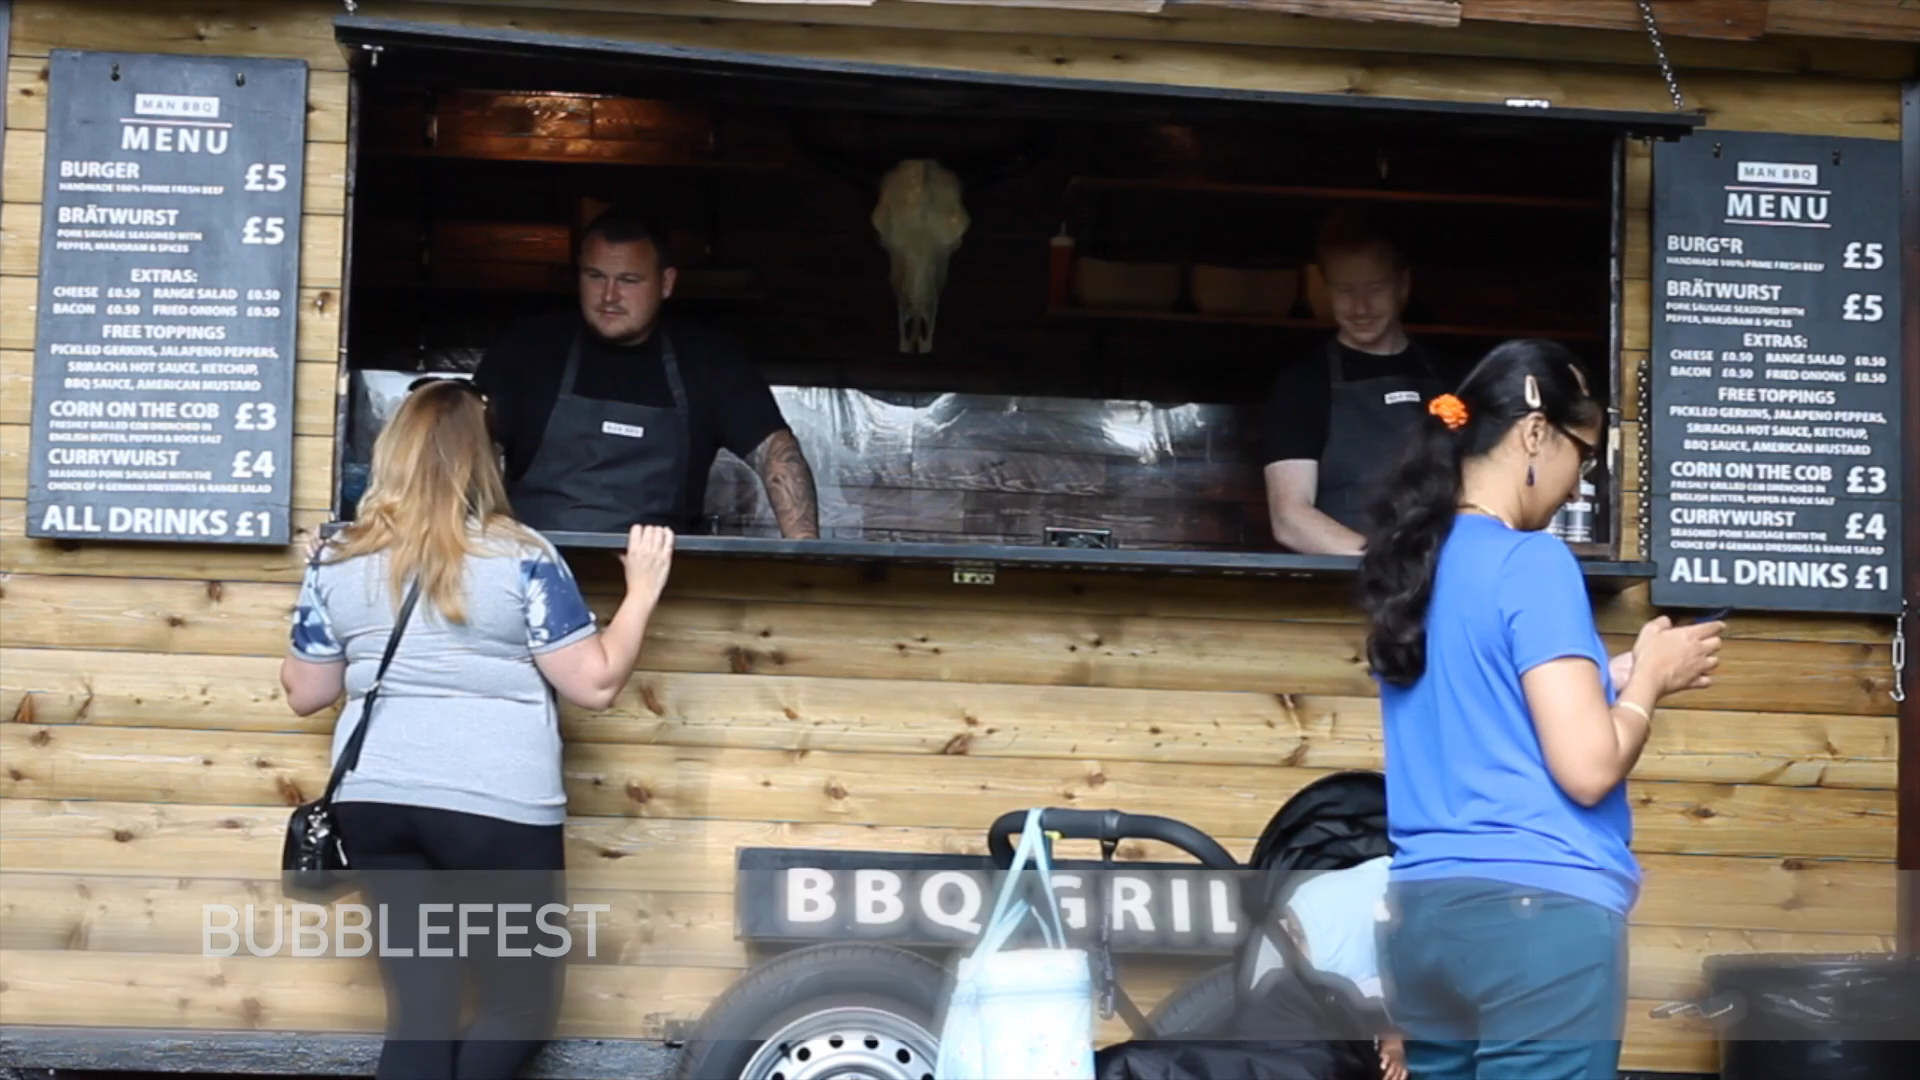 MAN BBQ
MENU
BURGER £5
HANDMADE 100% PRIME FRESH BEEF
BRÄTWURST £5
PORK SAUSAGE SEASONED WITH
PEPPER, MARJORAM & SPICES
EXTRAS:
CHEESE £0.50 RANGE SALAD £0.50
BACON £0.50 FRIED ONIONS £0.50
FREE TOPPINGS
PICKLED GERKINS, JALAPENO PEPPERS,
SRIRACHA HOT SAUCE, KETCHUP,
BBQ SAUCE, AMERICAN MUSTARD
CORN ON THE COB £3
FRESHLY GRILLED COB DRENCHED IN
ENGLISH BUTTER, PEPPER & ROCK SALT
CURRYWURST £4
SEASONED PORK SAUSAGE WITH THE
CHOICE OF 4 GERMAN DRESSINGS & RANGE SALAD
ALL DRINKS £1
MAN BBQ
MAN BBQ
MAN BBQ
MENU
BURGER £5
HANDMADE 100% PRIME FRESH BEEF
BRÄTWURST £5
PORK SAUSAGE SEASONED WITH
PEPPER, MARJORAM & SPICES
EXTRAS:
CHEESE £0.50 RANGE SALAD £0.50
BACON £0.50 FRIED ONIONS £0.50
FREE TOPPINGS
PICKLED GERKINS, JALAPENO PEPPERS,
SRIRACHA HOT SAUCE, KETCHUP,
BBQ SAUCE, AMERICAN MUSTARD
CORN ON THE COB £3
FRESHLY GRILLED COB DRENCHED IN
ENGLISH BUTTER, PEPPER & ROCK SALT
CURRYWURST £4
SEASONED PORK SAUSAGE WITH THE
CHOICE OF 4 GERMAN DRESSINGS & RANGE SALAD
ALL DRINKS £1
BBQ GRIL
BUBBLEFEST